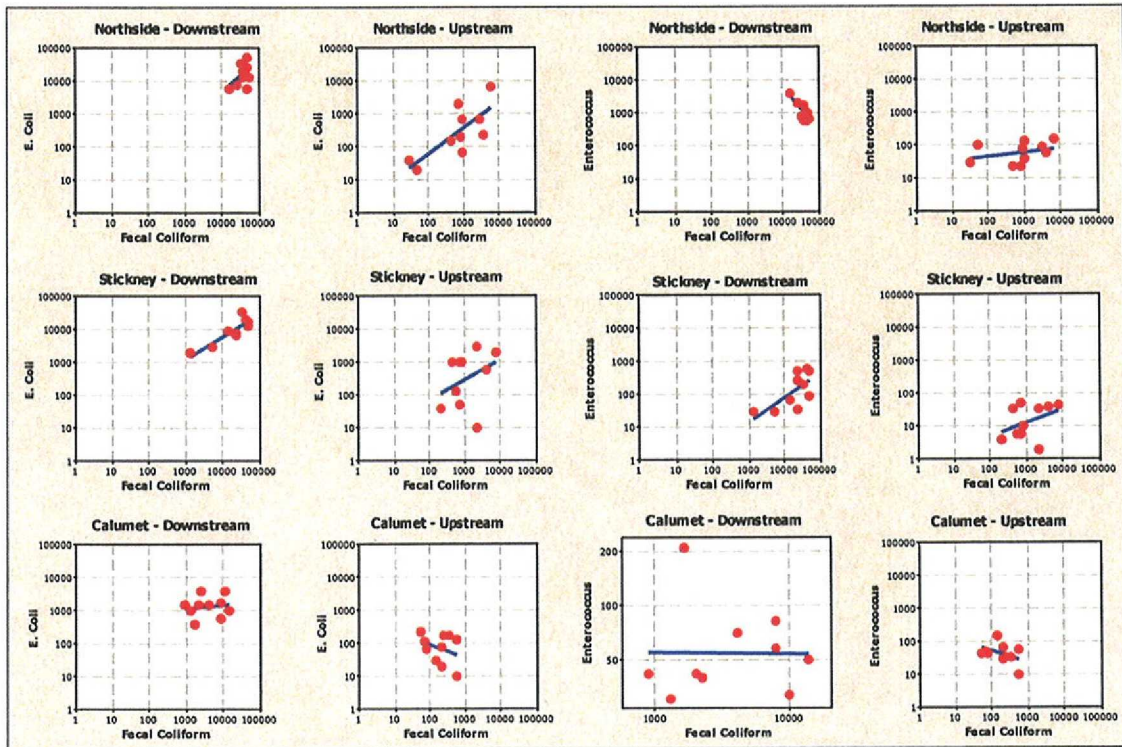 Northside - Downstream
100000
10000
1000
100
10
1
E. Coli
1 10 100 1000 10000 100000
Fecal Coliform
Northside - Upstream
100000
10000
1000
100
10
1
E. Coli
1 10 100 1000 10000 100000
Fecal Coliform
Northside - Downstream
100000
10000
1000
100
10
1
Enterococcus
1 10 100 1000 10000 100000
Fecal Coliform
Northside - Upstream
100000
10000
1000
100
10
1
Enterococcus
1 10 100 1000 10000 100000
Fecal Coliform
Stickney - Downstream
100000
10000
1000
100
10
1
E. Coli
1 10 100 1000 10000 100000
Fecal Coliform
Stickney - Upstream
100000
10000
1000
100
10
1
E. Coli
1 10 100 1000 10000 100000
Fecal Coliform
Stickney - Downstream
100000
10000
1000
100
10
1
Enterococcus
1 10 100 1000 10000 100000
Fecal Coliform
Stickney - Upstream
100000
10000
1000
100
10
1
Enterococcus
1 10 100 1000 10000 100000
Fecal Coliform
Calumet - Downstream
100000
10000
1000
100
10
1
E. Coli
1 10 100 1000 10000 100000
Fecal Coliform
Calumet - Upstream
100000
10000
1000
100
10
1
E. Coli
1 10 100 1000 10000 100000
Fecal Coliform
Calumet - Downstream
200
100
50
Enterococcus
1000 10000
Fecal Coliform
Calumet - Upstream
100000
10000
1000
100
10
1
Enterococcus
1 10 100 1000 10000 100000
Fecal Coliform